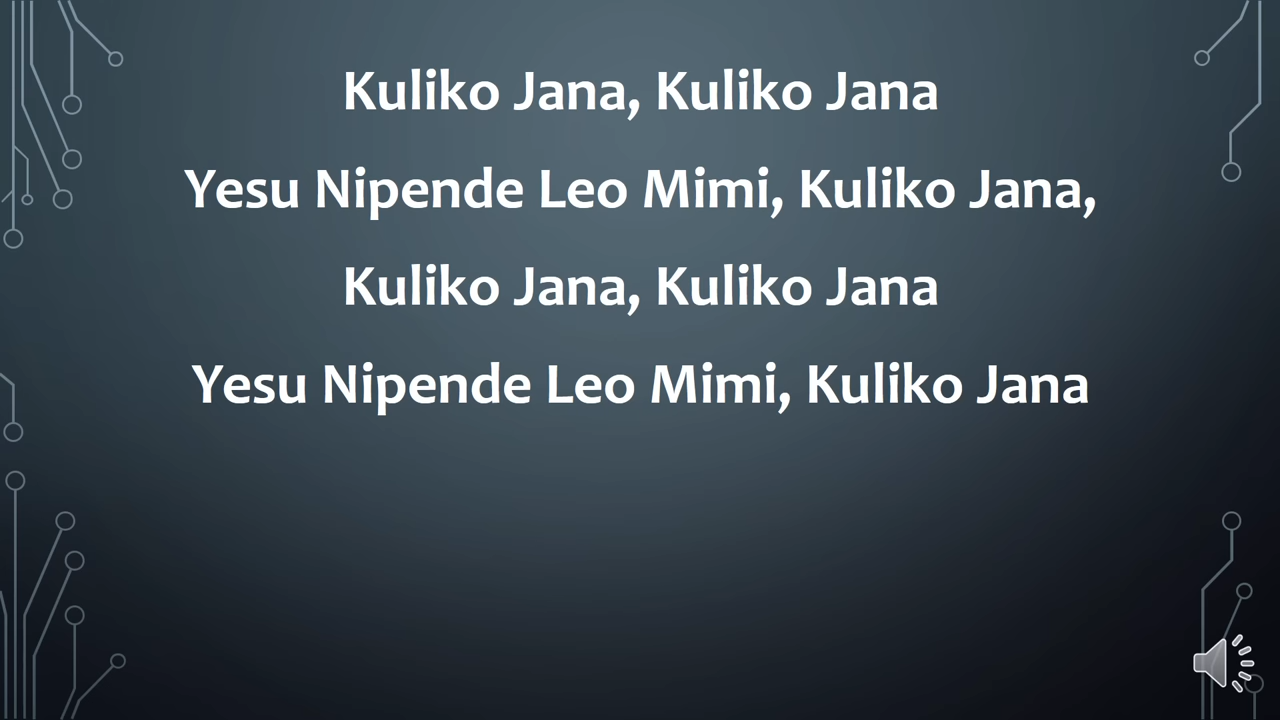 Kuliko Jana, Kuliko Jana
Yesu Nipende Leo Mimi, Kuliko Jana,
Kuliko Jana, Kuliko Jana
Yesu Nipende Leo Mimi, Kuliko Jana